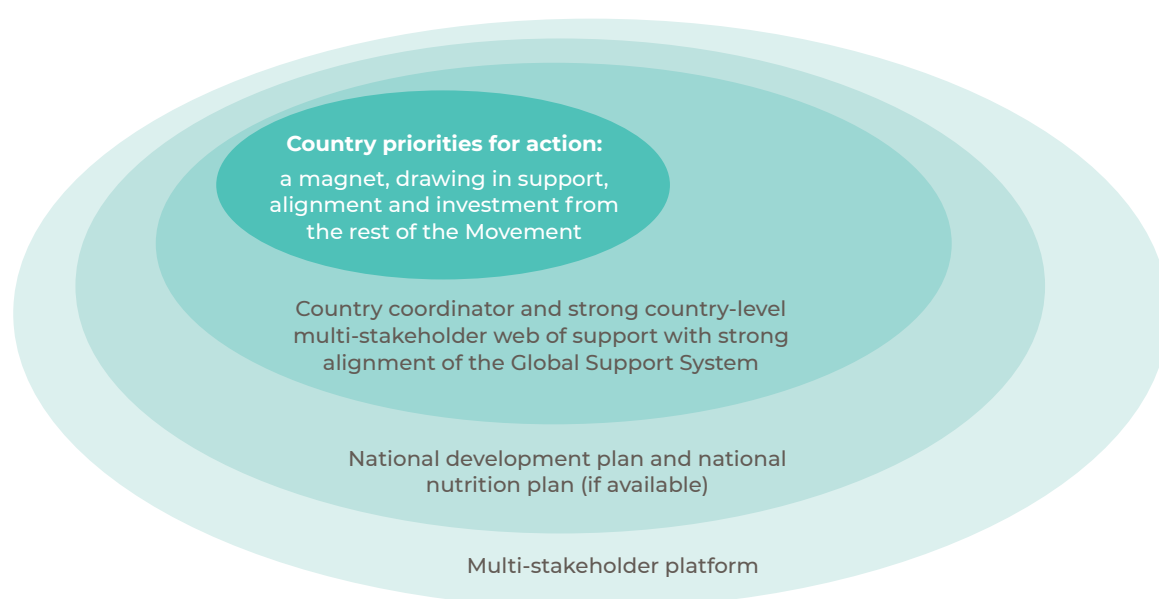 Country priorities for action:
a magnet, drawing in support,
alignment and investment from
the rest of the Movement
Country coordinator and strong country-level
multi-stakeholder web of support with strong
alignment of the Global Support System
National development plan and national
nutrition plan (if available)
Multi-stakeholder platform